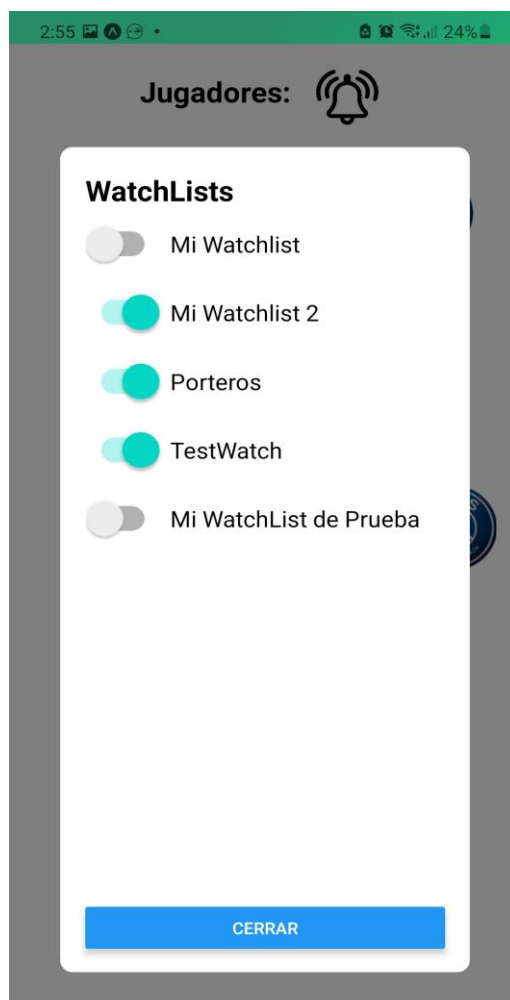 2:55 24%
Jugadores:
WatchLists
Mi Watchlist
Mi Watchlist 2
Porteros
TestWatch
Mi WatchList de Prueba
CERRAR